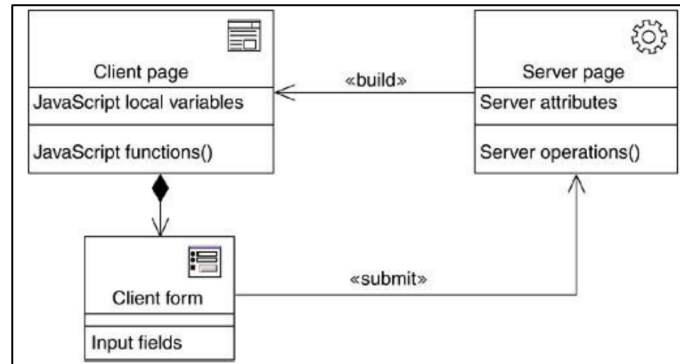 Client page
JavaScript local variables
JavaScript functions()
«build»
Server page
Server attributes
Server operations()
Client form
Input fields
«submit»